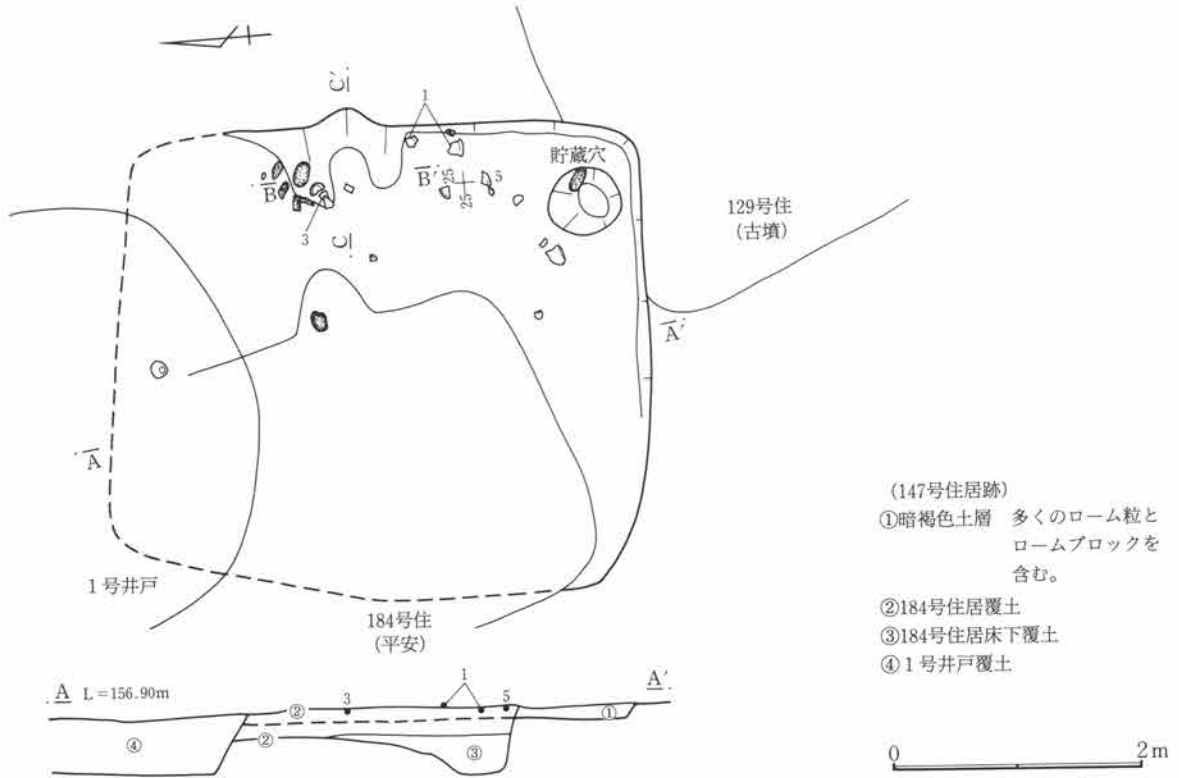 C'
1
貯蔵穴
B
B'
25
25
5
3
C
129号住
(古墳)
A'
A
1号井戸
184号住
(平安)
(147号住居跡)
①暗褐色土層 多くのローム粒と
ロームブロックを
含む。
②184号住居覆土
③184号住居床下覆土
④1号井戸覆土
A L=156.90m
3
1
5
A'
②
①
④
②
③
0
2m